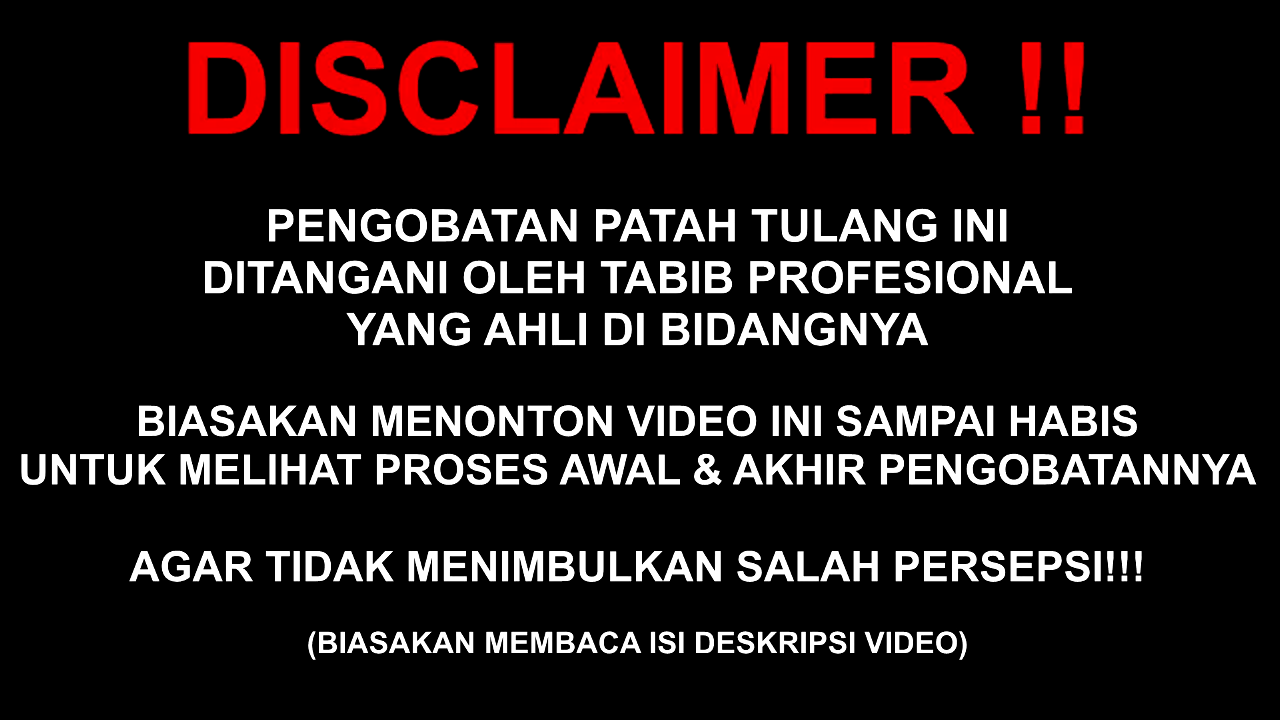 DISCLAIMER !!
PENGOBATAN PATAH TULANG INI
DITANGANI OLEH TABIB PROFESIONAL
YANG AHLI DI BIDANGNYA
BIASAKAN MENONTON VIDEO INI SAMPAI HABIS
UNTUK MELIHAT PROSES AWAL & AKHIR PENGOBATANNYA
AGAR TIDAK MENIMBULKAN SALAH PERSEPSI!!!
(BIASAKAN MEMBACA ISI DESKRIPSI VIDEO)